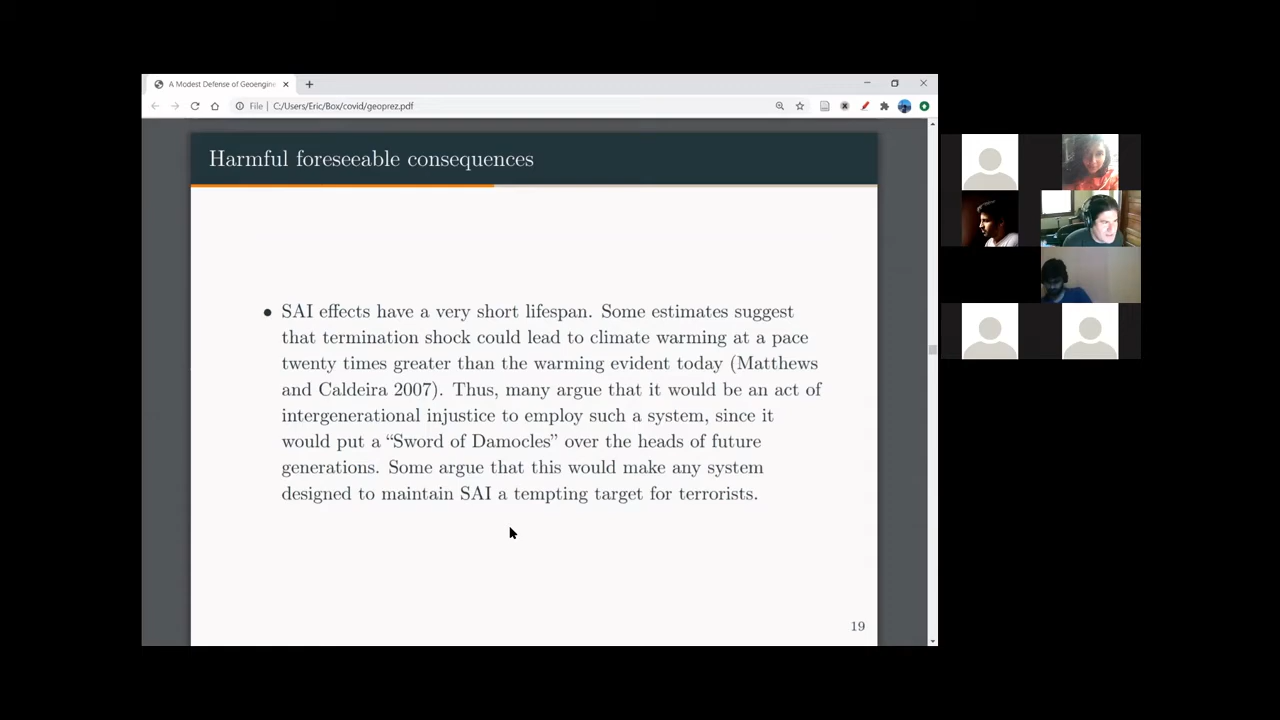 A Modest Defense of Geoengine
File | C:/Users/Eric/Box/covid/geoprez.pdf
Harmful foreseeable consequences
• SAI effects have a very short lifespan. Some estimates suggest
that termination shock could lead to climate warming at a pace
twenty times greater than the warming evident today (Matthews
and Caldeira 2007). Thus, many argue that it would be an act of
intergenerational injustice to employ such a system, since it
would put a “Sword of Damocles” over the heads of future
generations. Some argue that this would make any system
designed to maintain SAI a tempting target for terrorists.
19